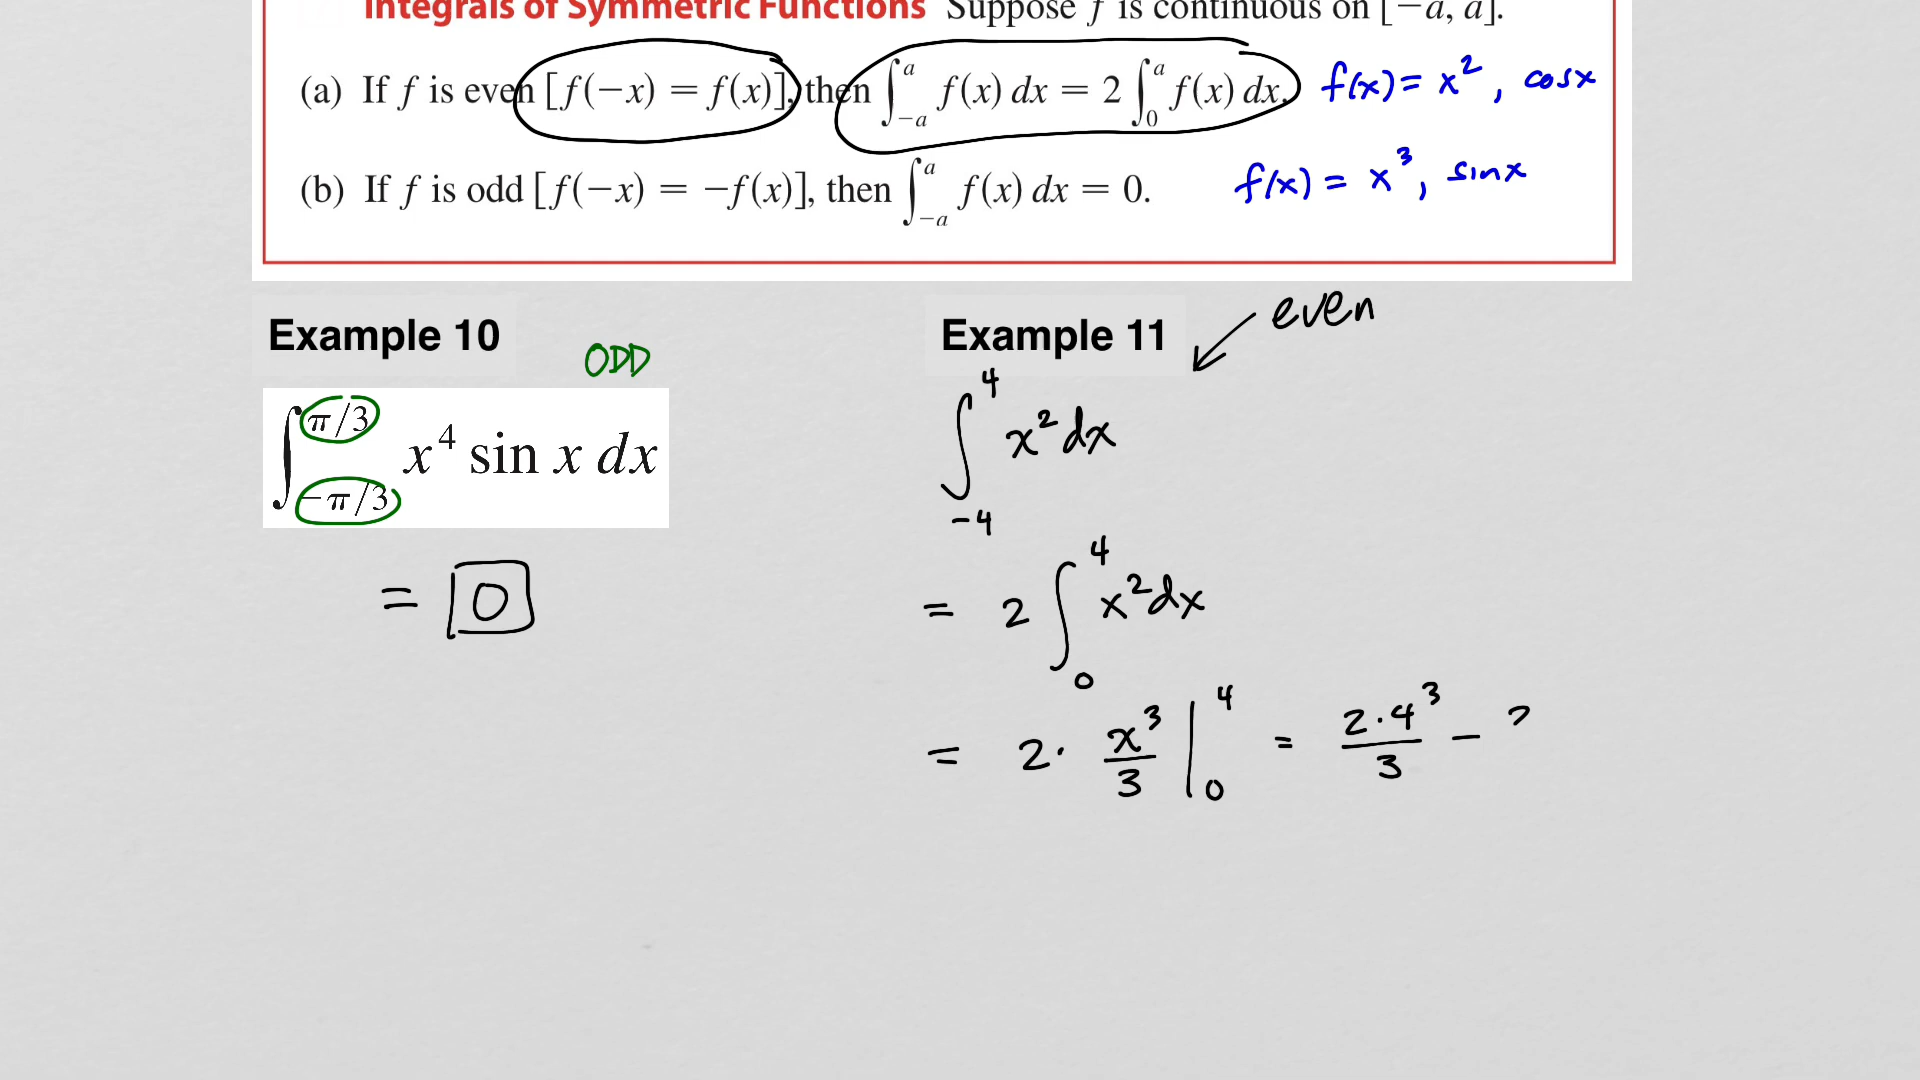 Integrals of Symmetric Functions Suppose f is continuous on [−a, a].
(a) If f is even [f(−x) = f(x)], then ∫_{−a}^{a} f(x) dx = 2 ∫_{0}^{a} f(x) dx. f(x) = x², cosx
(b) If f is odd [f(−x) = −f(x)], then ∫_{−a}^{a} f(x) dx = 0. f(x) = x³, sinx
Example 10
ODD
∫_{−π/3}^{π/3} x⁴ sin x dx
= 0
Example 11
even
∫_{-4}^{4} x² dx
= 2 ∫_{0}^{4} x² dx
= 2 · x³/3 |_{0}^{4} = 2·4³/3 −